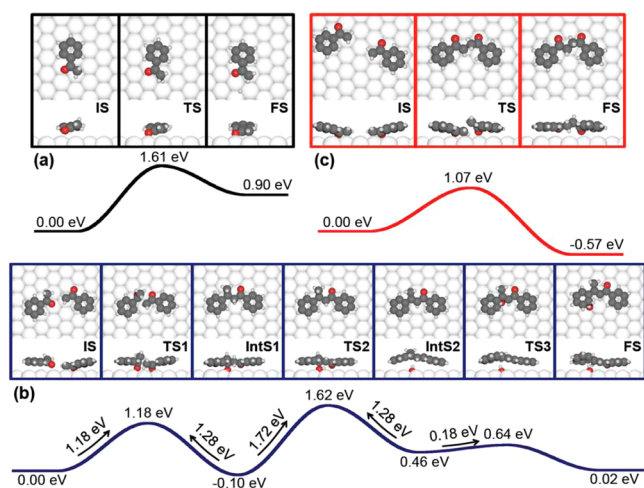 IS TS FS
(a)
1.61 eV
0.00 eV
0.90 eV
IS TS FS
(c)
1.07 eV
0.00 eV
-0.57 eV
IS TS1 IntS1 TS2 IntS2 TS3 FS
(b)
0.00 eV
1.18 eV
1.18 eV
1.28 eV
-0.10 eV
1.72 eV
1.62 eV
1.28 eV
0.46 eV
0.18 eV
0.64 eV
0.02 eV